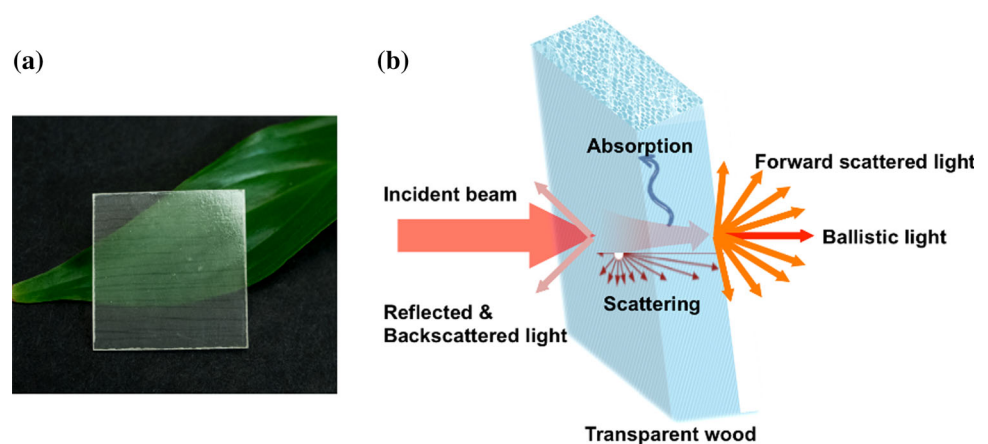 (a)
(b)
Absorption
Forward scattered light
Incident beam
Ballistic light
Scattering
Reflected &
Backscattered light
Transparent wood